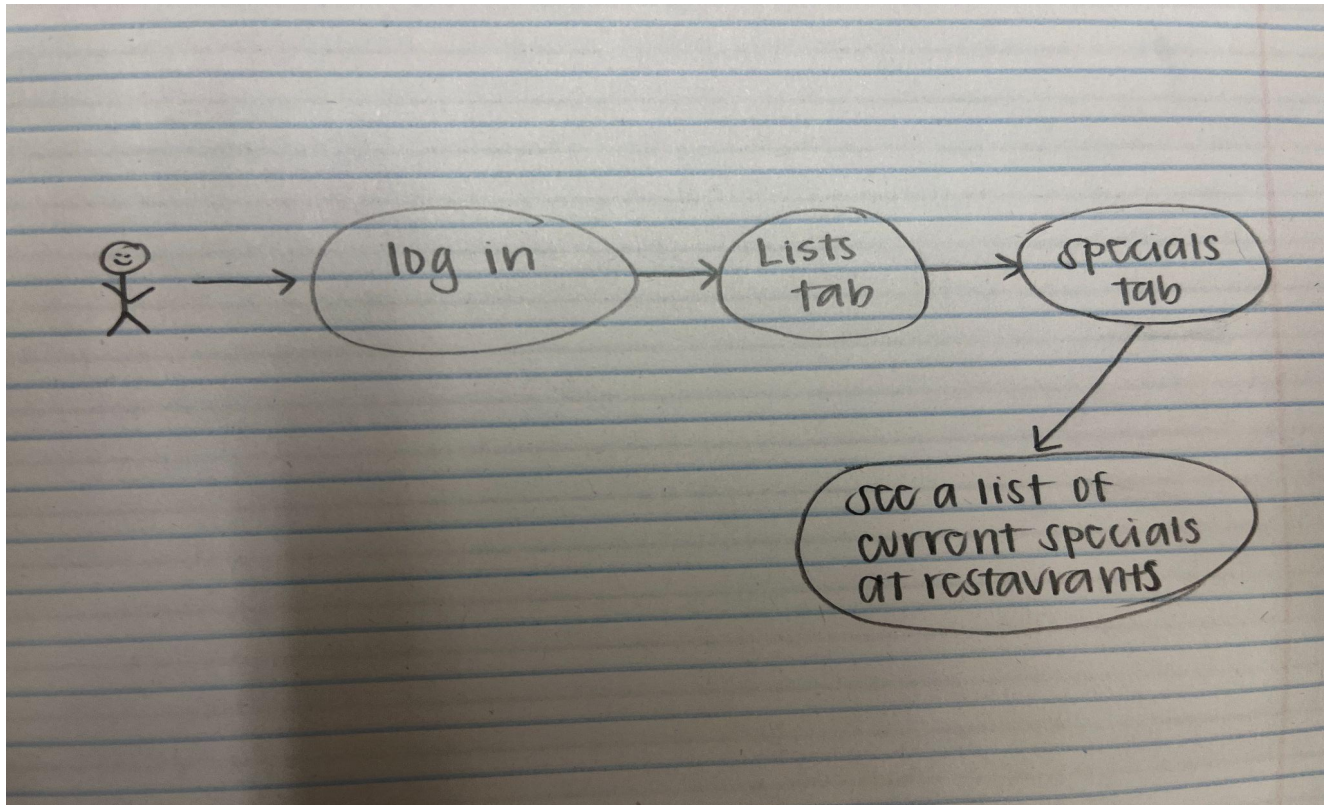 log in
Lists
tab
specials
tab
see a list of
current specials
at restaurants